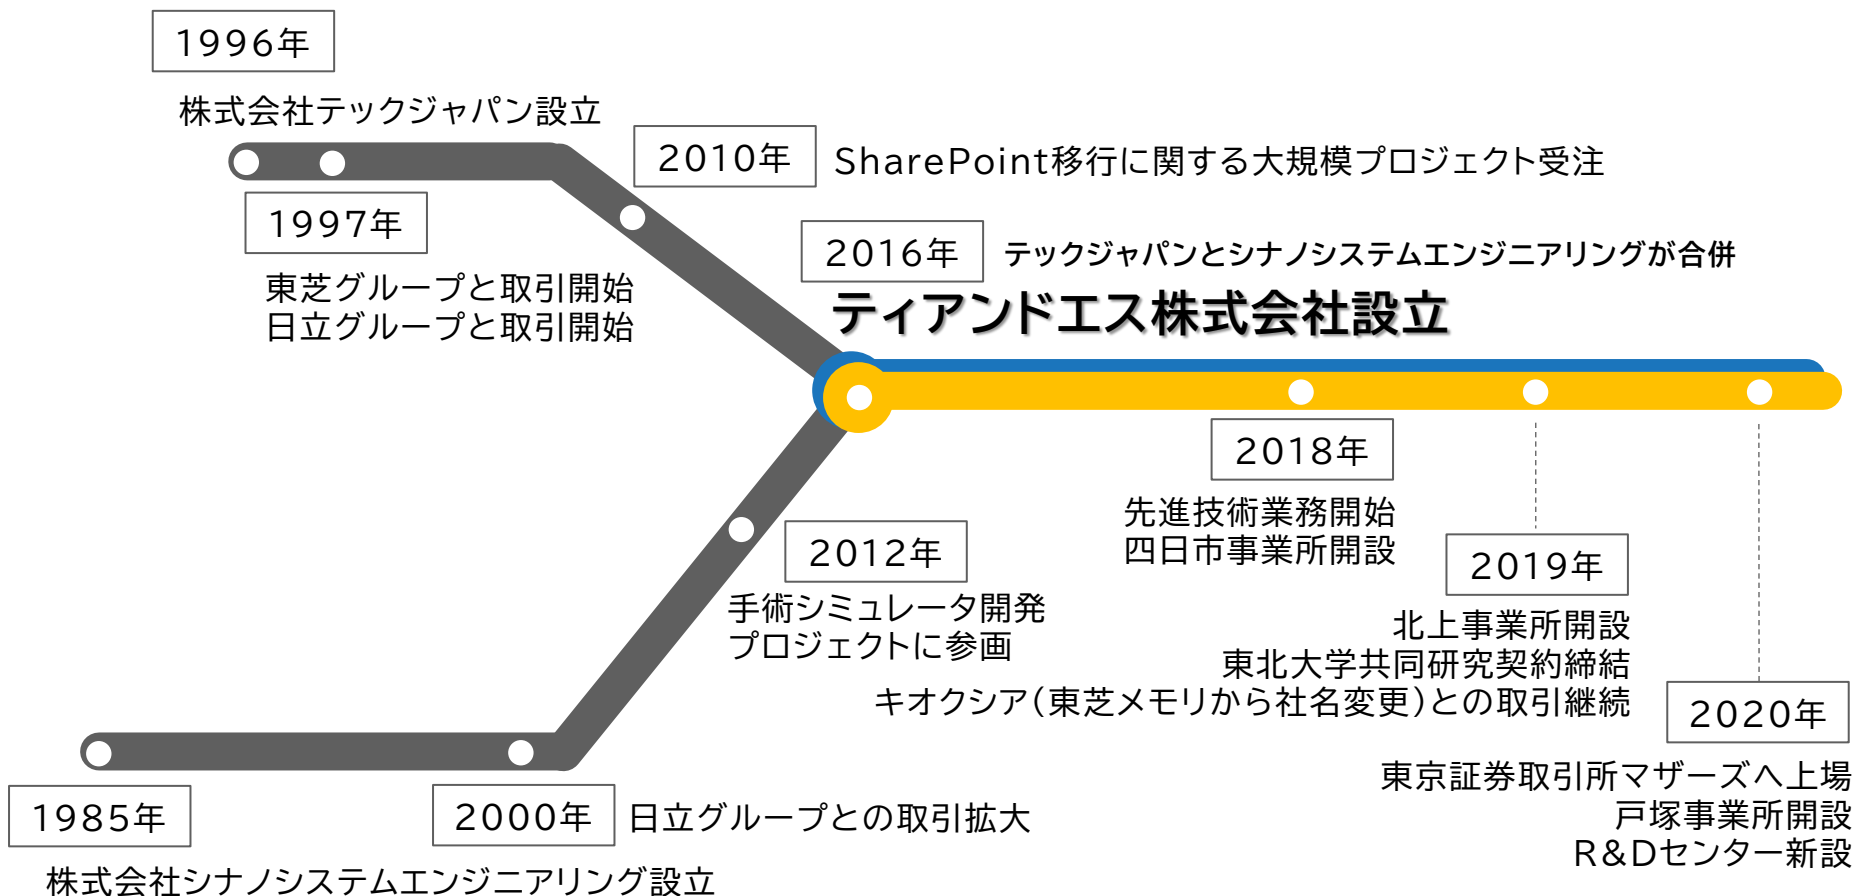 1996年
株式会社テックジャパン設立
1997年
東芝グループと取引開始
日立グループと取引開始
2010年
SharePoint移行に関する大規模プロジェクト受注
2016年
テックジャパンとシナノシステムエンジニアリングが合併
ティアンドエス株式会社設立
1985年
株式会社シナノシステムエンジニアリング設立
2000年
日立グループとの取引拡大
2012年
手術シミュレータ開発
プロジェクトに参画
2018年
先進技術業務開始
四日市事業所開設
2019年
北上事業所開設
東北大学共同研究契約締結
キオクシア(東芝メモリから社名変更)との取引継続
2020年
東京証券取引所マザーズへ上場
戸塚事業所開設
R&Dセンター新設